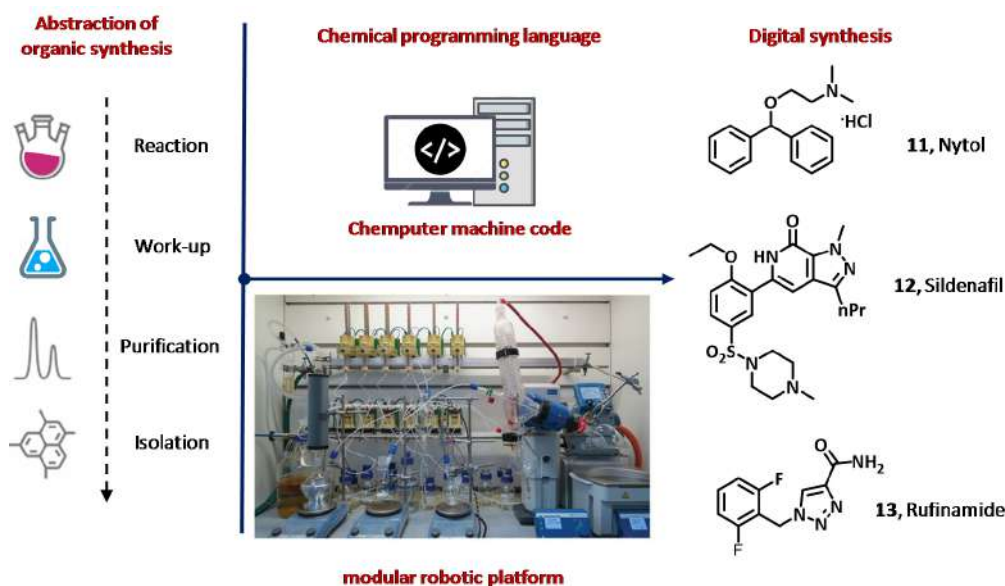 Abstraction of
organic synthesis
Reaction
Work-up
Purification
Isolation
Chemical programming language
</>
Chemputer machine code
modular robotic platform
Digital synthesis
N
O
·HCl
11, Nytol
O
O
HN
N
N
nPr
O₂S
N
N
12, Sildenafil
O
NH₂
F
N
N
N
F
13, Rufinamide